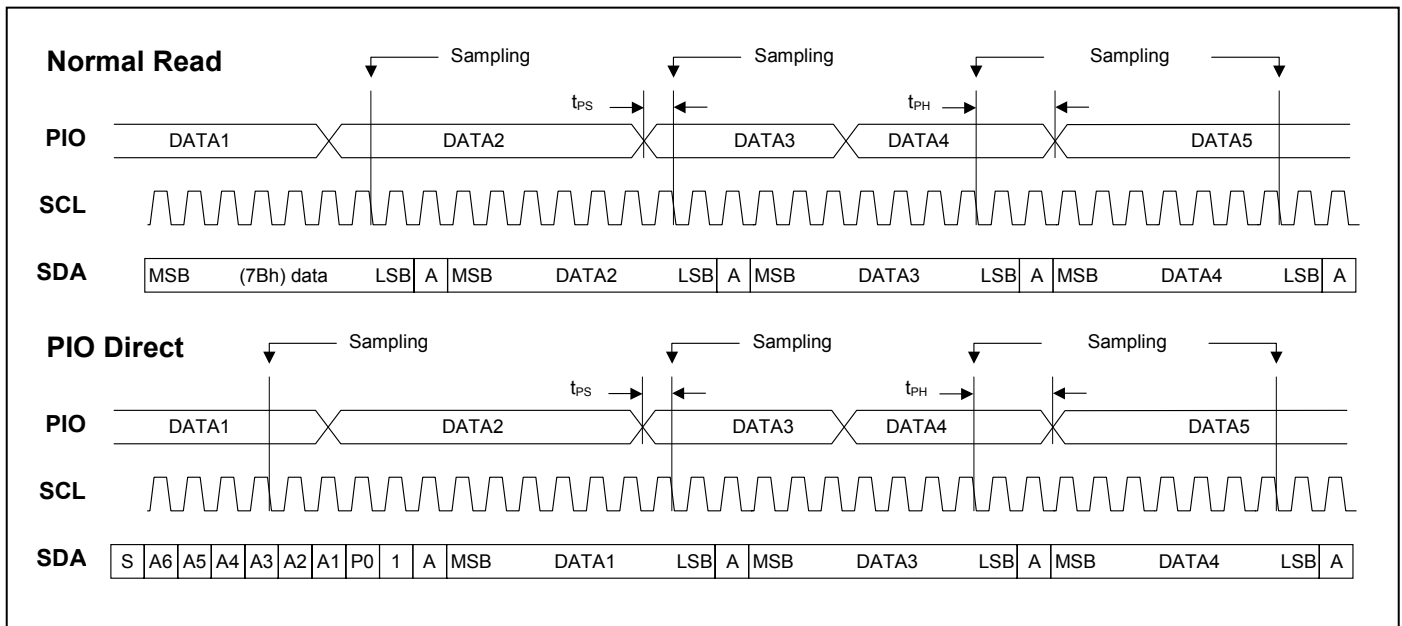 Normal Read
Sampling Sampling Sampling
tPS tPH
PIO DATA1 DATA2 DATA3 DATA4 DATA5
SCL
SDA MSB (7Bh) data LSB A MSB DATA2 LSB A MSB DATA3 LSB A MSB DATA4 LSB A
PIO Direct
Sampling Sampling Sampling
tPS tPH
PIO DATA1 DATA2 DATA3 DATA4 DATA5
SCL
SDA S A6 A5 A4 A3 A2 A1 P0 1 A MSB DATA1 LSB A MSB DATA3 LSB A MSB DATA4 LSB A